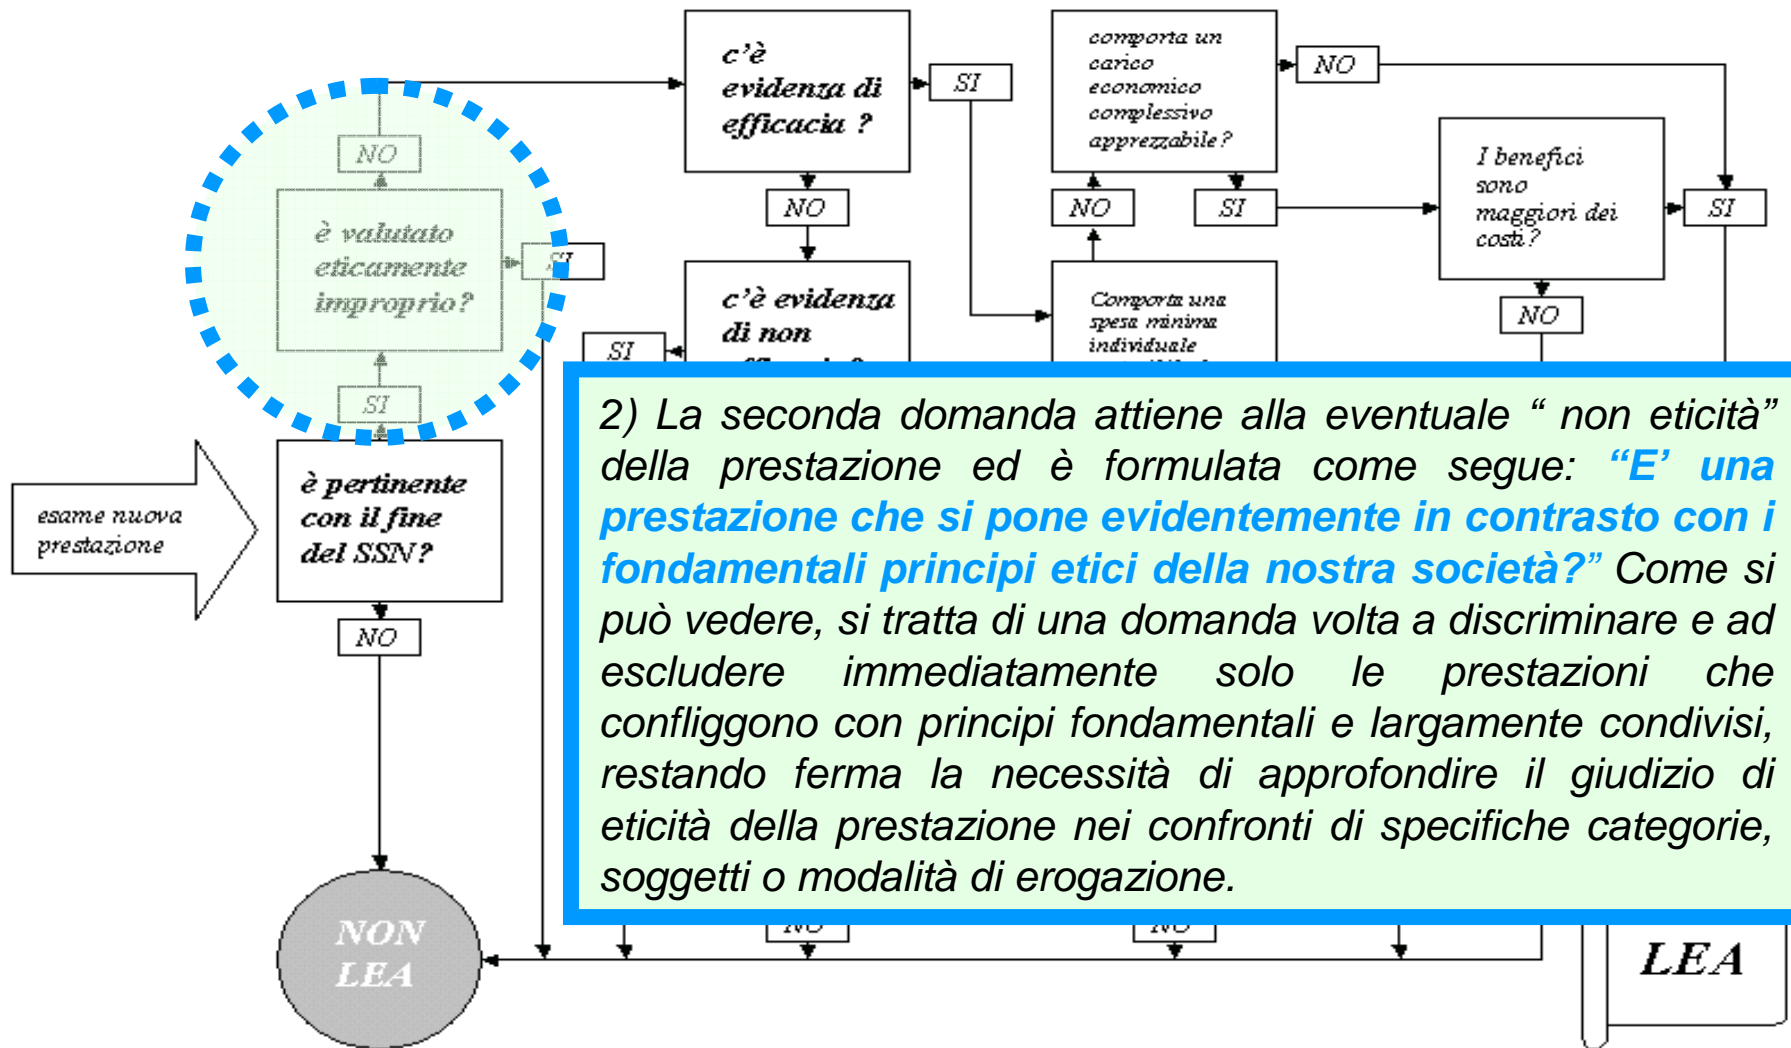 c'è
evidenza di
efficacia ?
SI
comporta un
carico
economico
complessivo
apprezzabile?
NO
NO
è valutato
eticamente
improprio?
SI
SI
NO
c'è evidenza
di non
SI
NO
SI
Comporta una
spesa minima
individuale
I benefici
sono
maggiori dei
costi?
SI
NO
esame nuova
prestazione
è pertinente
con il fine
del SSN?
NO
2) La seconda domanda attiene alla eventuale “ non eticità”
della prestazione ed è formulata come segue: “E’ una
prestazione che si pone evidentemente in contrasto con i
fondamentali principi etici della nostra società?” Come si
può vedere, si tratta di una domanda volta a discriminare e ad
escludere immediatamente solo le prestazioni che
confliggono con principi fondamentali e largamente condivisi,
restando ferma la necessità di approfondire il giudizio di
eticità della prestazione nei confronti di specifiche categorie,
soggetti o modalità di erogazione.
NO
NO
NON
LEA
LEA